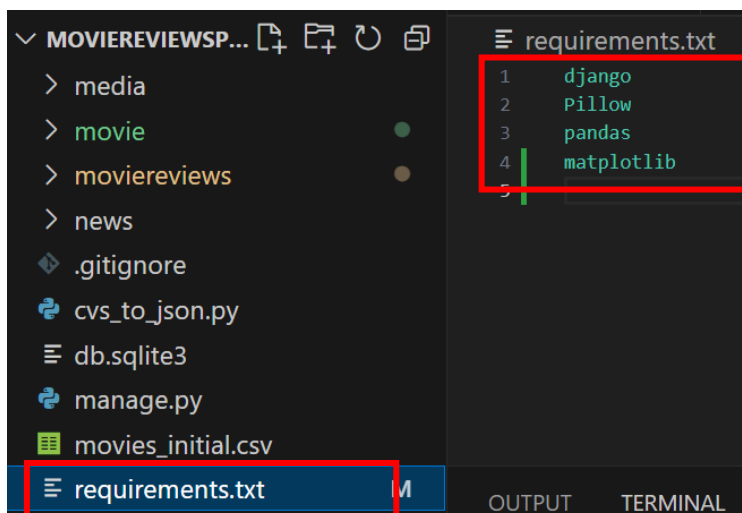 MOVIEREVIEWSP...
media
movie
moviereviews
news
.gitignore
cvs_to_json.py
db.sqlite3
manage.py
movies_initial.csv
requirements.txt
M
requirements.txt
1 django
2 Pillow
3 pandas
4 matplotlib
5
OUTPUT TERMINAL